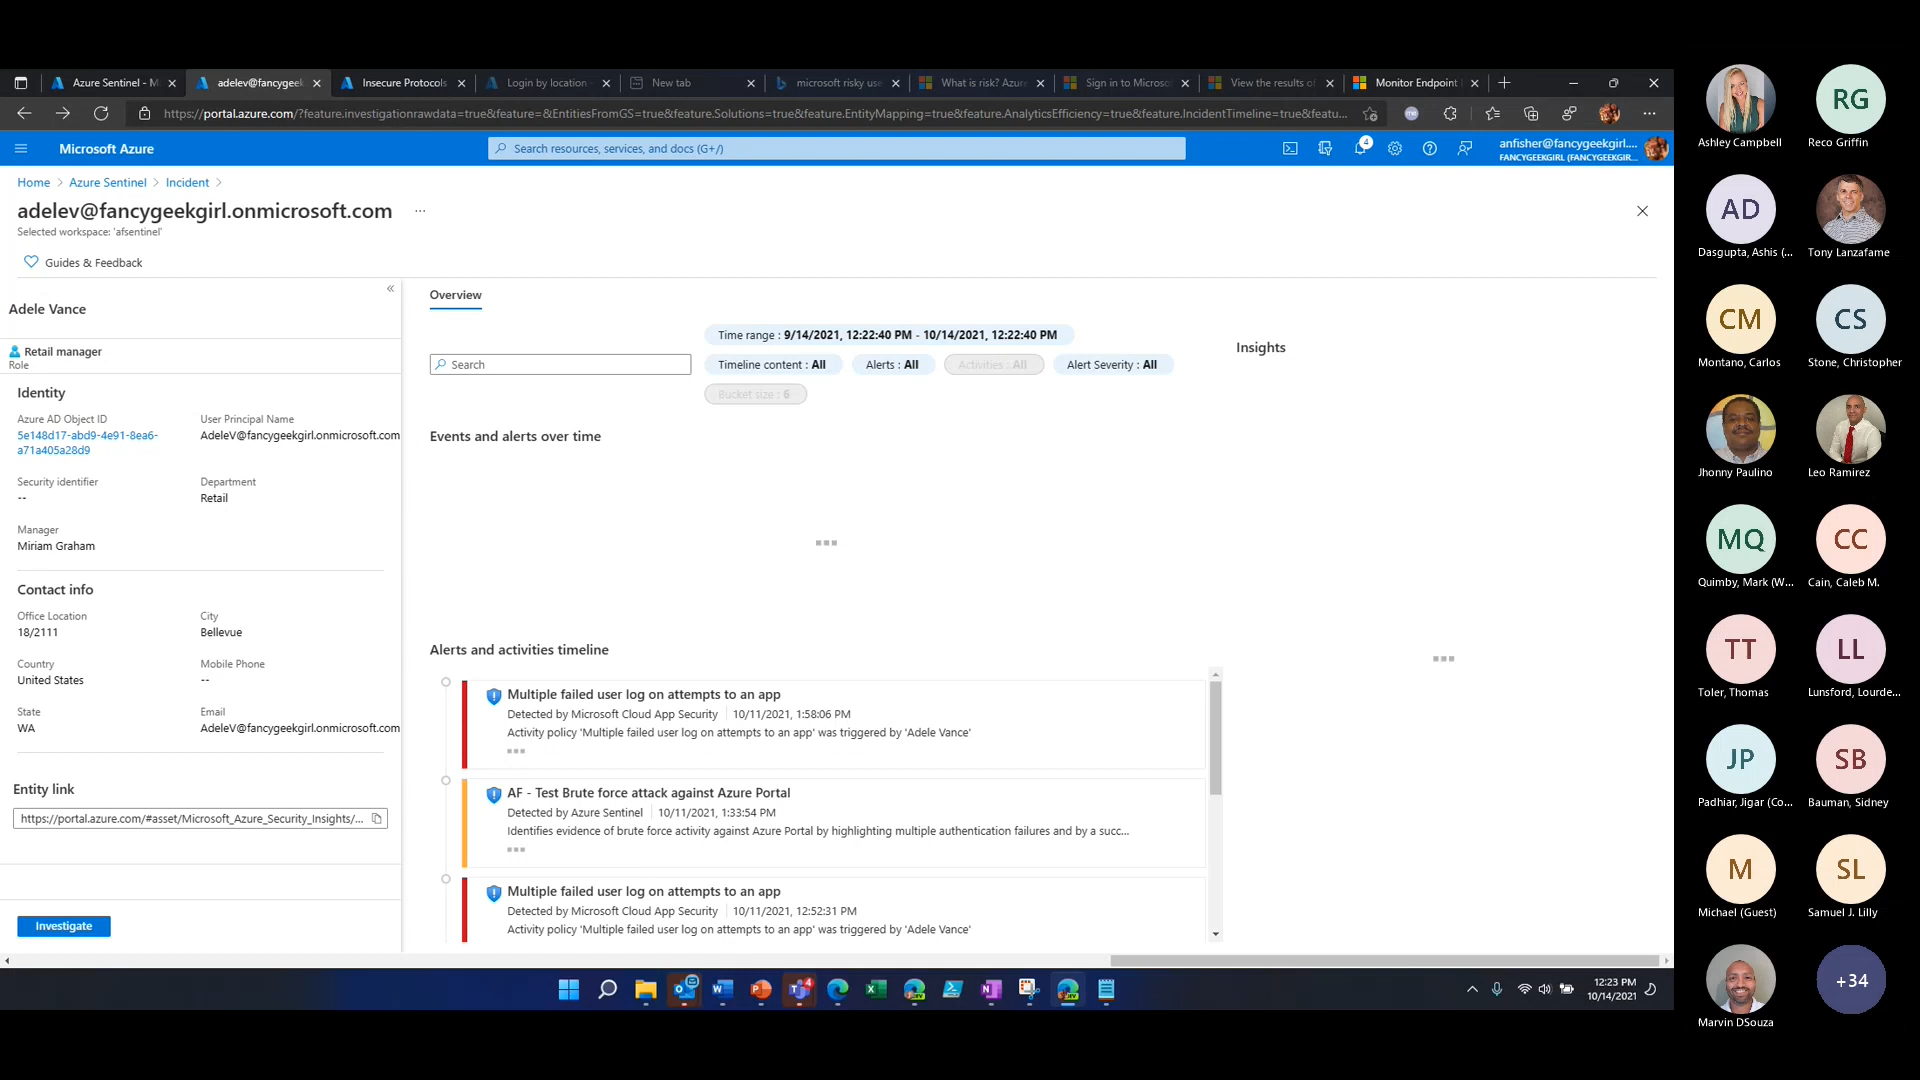 Azure Sentinel - M
adelev@fancygeek
Insecure Protocols
Login by location
New tab
microsoft risky use
What is risk? Azure
Sign in to Microso
View the results of
Monitor Endpoint
https://portal.azure.com/?feature.investigationrawdata=true&feature=&EntitiesFromGS=true&feature.Solutions=true&feature.EntityMapping=true&feature.AnalyticsEfficiency=true&feature.IncidentTimeline=true&featu...
Microsoft Azure
Search resources, services, and docs (G+/)
4
anfisher@fancygeekgirl....
FANCYGEEKGIRL (FANCYGEEKGIR...
Home > Azure Sentinel > Incident >
adelev@fancygeekgirl.onmicrosoft.com ...
Selected workspace: 'afsentinel'
Guides & Feedback
«
Adele Vance
Retail manager
Role
Identity
Azure AD Object ID
5e148d17-abd9-4e91-8ea6-
a71a405a28d9
User Principal Name
AdeleV@fancygeekgirl.onmicrosoft.com
Security identifier
--
Department
Retail
Manager
Miriam Graham
Contact info
Office Location
18/2111
City
Bellevue
Country
United States
Mobile Phone
--
State
WA
Email
AdeleV@fancygeekgirl.onmicrosoft.com
Entity link
https://portal.azure.com/#asset/Microsoft_Azure_Security_Insights/...
Investigate
Overview
Search
Time range : 9/14/2021, 12:22:40 PM - 10/14/2021, 12:22:40 PM
Timeline content : All
Alerts : All
Activities : All
Alert Severity : All
Bucket size : 6
Insights
Events and alerts over time
Alerts and activities timeline
Multiple failed user log on attempts to an app
Detected by Microsoft Cloud App Security | 10/11/2021, 1:58:06 PM
Activity policy 'Multiple failed user log on attempts to an app' was triggered by 'Adele Vance'
AF - Test Brute force attack against Azure Portal
Detected by Azure Sentinel | 10/11/2021, 1:33:54 PM
Identifies evidence of brute force activity against Azure Portal by highlighting multiple authentication failures and by a succ...
Multiple failed user log on attempts to an app
Detected by Microsoft Cloud App Security | 10/11/2021, 12:52:31 PM
Activity policy 'Multiple failed user log on attempts to an app' was triggered by 'Adele Vance'
12:23 PM
10/14/2021
Ashley Campbell
RG
Reco Griffin
AD
Dasgupta, Ashis (...
Tony Lanzafame
CM
Montano, Carlos
CS
Stone, Christopher
Jhonny Paulino
Leo Ramirez
MQ
Quimby, Mark (W...
CC
Cain, Caleb M.
TT
Toler, Thomas
LL
Lunsford, Lourde...
JP
Padhiar, Jigar (Co...
SB
Bauman, Sidney
M
Michael (Guest)
SL
Samuel J. Lilly
Marvin DSouza
+34